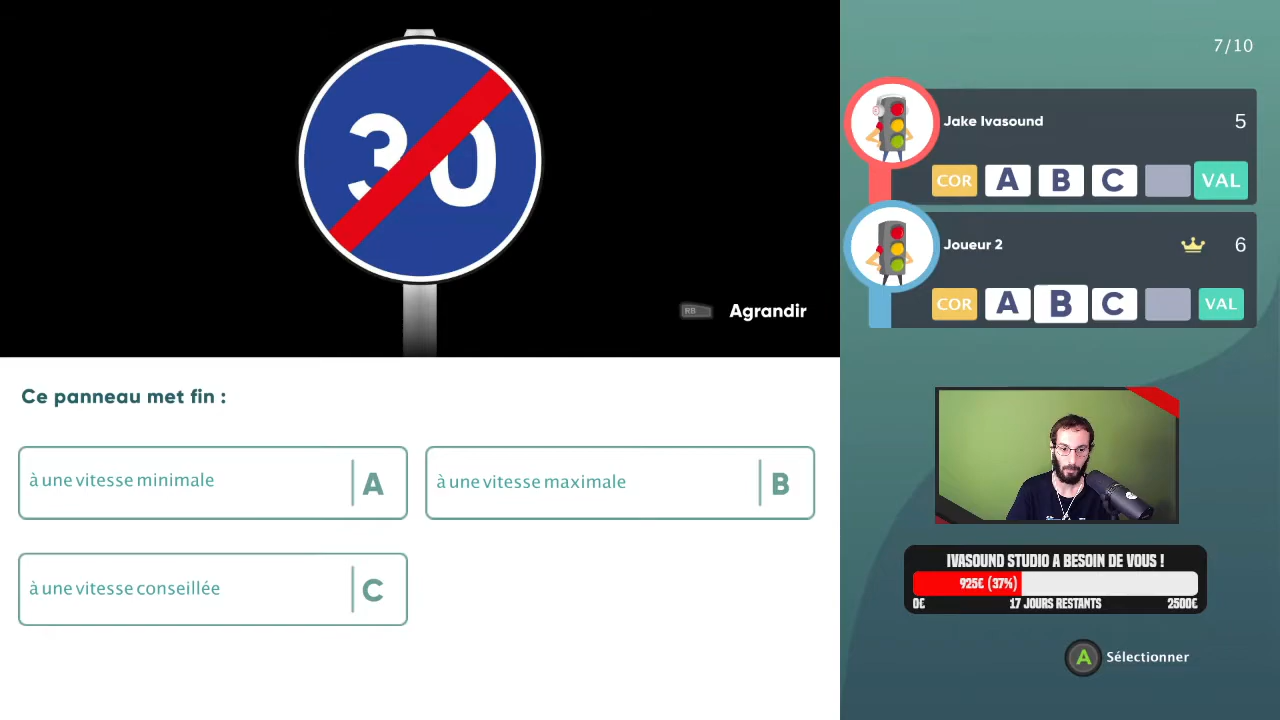 30
RB Agrandir
Ce panneau met fin :
à une vitesse minimale A
à une vitesse maximale B
à une vitesse conseillée C
7/10
Jake Ivasound 5
COR A B C VAL
Joueur 2 6
COR A B C VAL
IVASOUND STUDIO A BESOIN DE VOUS !
925€ (37%)
0€ 17 JOURS RESTANTS 2500€
A Sélectionner